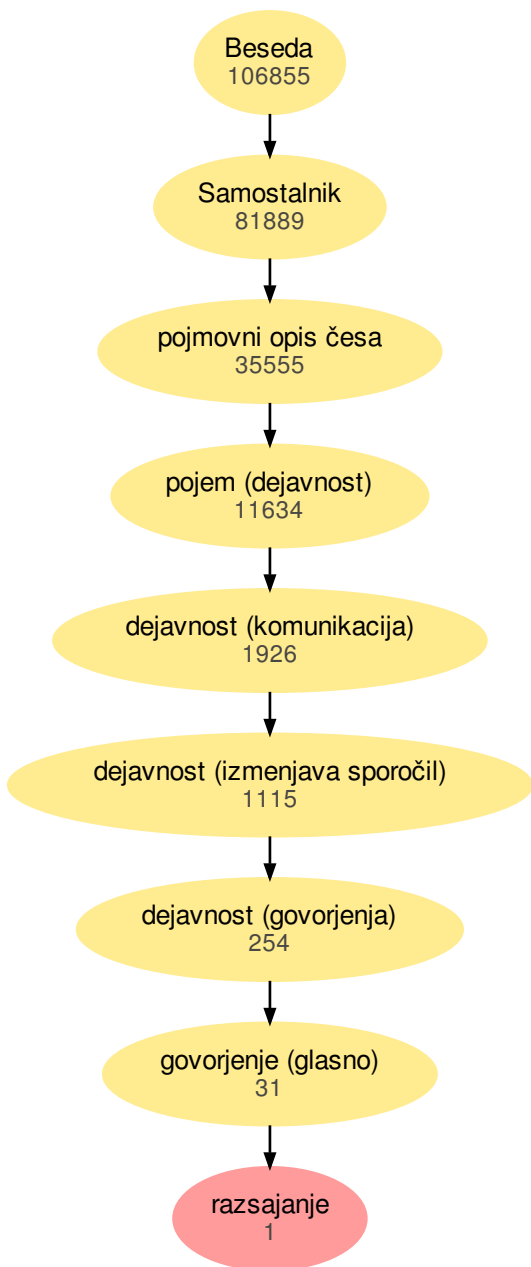 Beseda
106855
Samostalnik
81889
pojmovni opis česa
35555
pojem (dejavnost)
11634
dejavnost (komunikacija)
1926
dejavnost (izmenjava sporočil)
1115
dejavnost (govorjenja)
254
govorjenje (glasno)
31
razsajanje
1